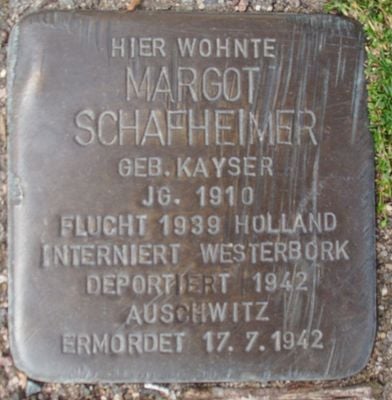 HIER WOHNTE
MARGOT
SCHAFHEIMER
GEB. KAYSER
JG. 1910
FLUCHT 1939 HOLLAND
INTERNIERT WESTERBORK
DEPORTIERT 1942
AUSCHWITZ
ERMORDET 17.7.1942